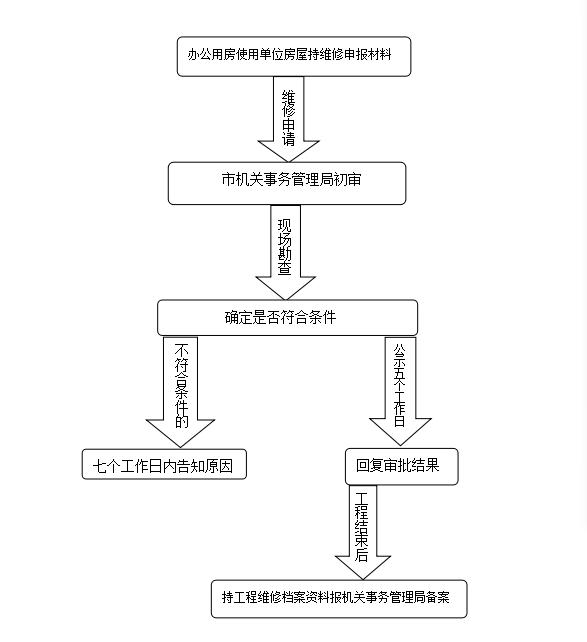 办公用房使用单位房屋持维修申报材料
维修申请
市机关事务管理局初审
现场勘查
确定是否符合条件
不符合条件的
公示五个工作日
七个工作日内告知原因
回复审批结果
工程结束后
持工程维修档案资料报机关事务管理局备案